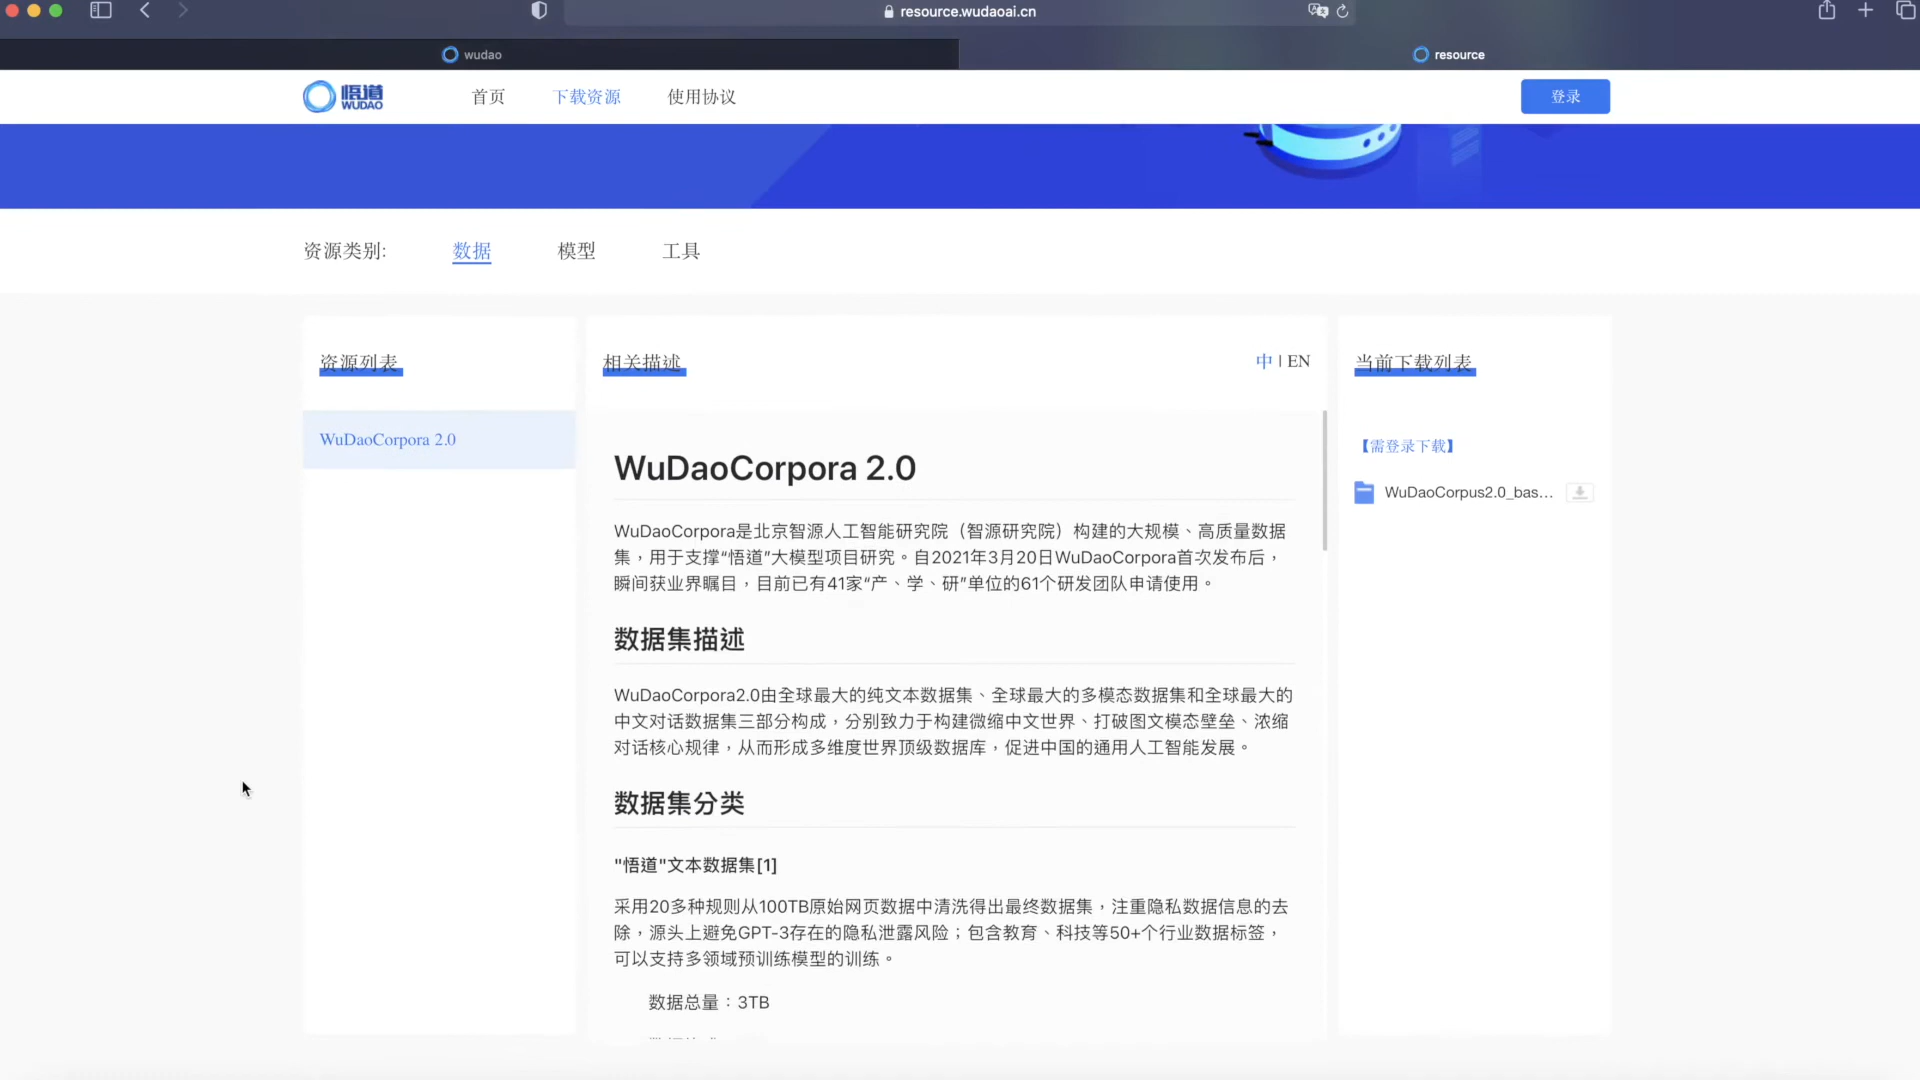 resource.wudaoai.cn
wudao
resource
悟道
WUDAO
首页
下载资源
使用协议
登录
资源类别:
数据
模型
工具
资源列表
WuDaoCorpora 2.0
相关描述
中 | EN
WuDaoCorpora 2.0
WuDaoCorpora是北京智源人工智能研究院（智源研究院）构建的大规模、高质量数据
集，用于支撑“悟道”大模型项目研究。自2021年3月20日WuDaoCorpora首次发布后，
瞬间获业界瞩目，目前已有41家“产、学、研”单位的61个研发团队申请使用。
数据集描述
WuDaoCorpora2.0由全球最大的纯文本数据集、全球最大的多模态数据集和全球最大的
中文对话数据集三部分构成，分别致力于构建微缩中文世界、打破图文模态壁垒、浓缩
对话核心规律，从而形成多维度世界顶级数据库，促进中国的通用人工智能发展。
数据集分类
"悟道"文本数据集[1]
采用20多种规则从100TB原始网页数据中清洗得出最终数据集，注重隐私数据信息的去
除，源头上避免GPT-3存在的隐私泄露风险；包含教育、科技等50+个行业数据标签，
可以支持多领域预训练模型的训练。
数据总量：3TB
当前下载列表
【需登录下载】
WuDaoCorpus2.0_bas...